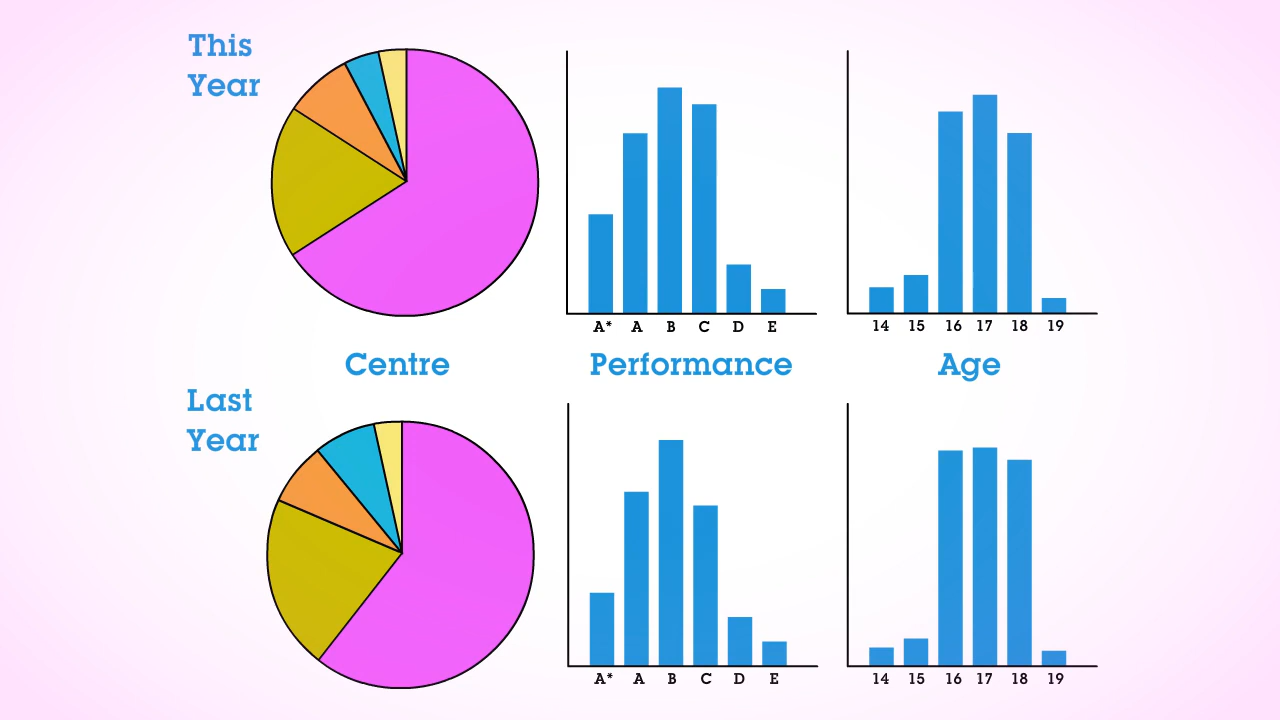 This
Year
A* A B C D E
14 15 16 17 18 19
Centre
Performance
Age
Last
Year
A* A B C D E
14 15 16 17 18 19